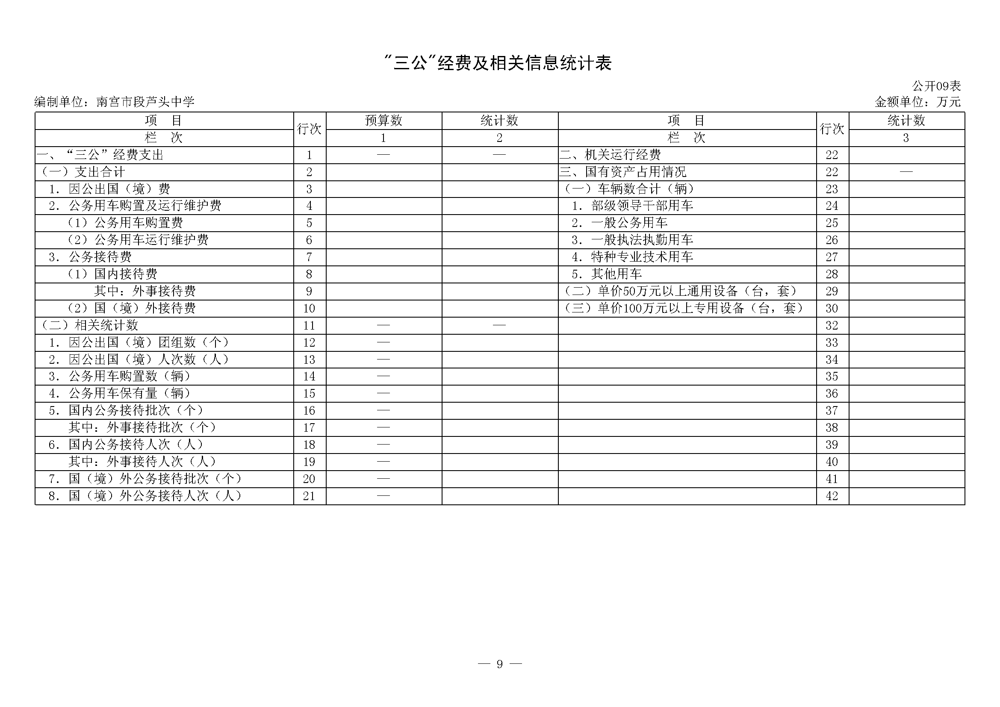 "三公"经费及相关信息统计表
公开09表
编制单位：南宫市段芦头中学 金额单位：万元
项 目 行次 预算数 统计数 项 目 行次 统计数
栏 次 1 2 栏 次 3
一、“三公”经费支出 1 — — 二、机关运行经费 22
（一）支出合计 2 三、国有资产占用情况 22 —
1. 因公出国（境）费 3 （一）车辆数合计（辆） 23
2. 公务用车购置及运行维护费 4 1. 部级领导干部用车 24
（1）公务用车购置费 5 2. 一般公务用车 25
（2）公务用车运行维护费 6 3. 一般执法执勤用车 26
3. 公务接待费 7 4. 特种专业技术用车 27
（1）国内接待费 8 5. 其他用车 28
其中：外事接待费 9 （二）单价50万元以上通用设备（台，套） 29
（2）国（境）外接待费 10 （三）单价100万元以上专用设备（台，套） 30
（二）相关统计数 11 — — 32
1. 因公出国（境）团组数（个） 12 — 33
2. 因公出国（境）人次数（人） 13 — 34
3. 公务用车购置数（辆） 14 — 35
4. 公务用车保有量（辆） 15 — 36
5. 国内公务接待批次（个） 16 — 37
其中：外事接待批次（个） 17 — 38
6. 国内公务接待人次（人） 18 — 39
其中：外事接待人次（人） 19 — 40
7. 国（境）外公务接待批次（个） 20 — 41
8. 国（境）外公务接待人次（人） 21 — 42
— 9 —